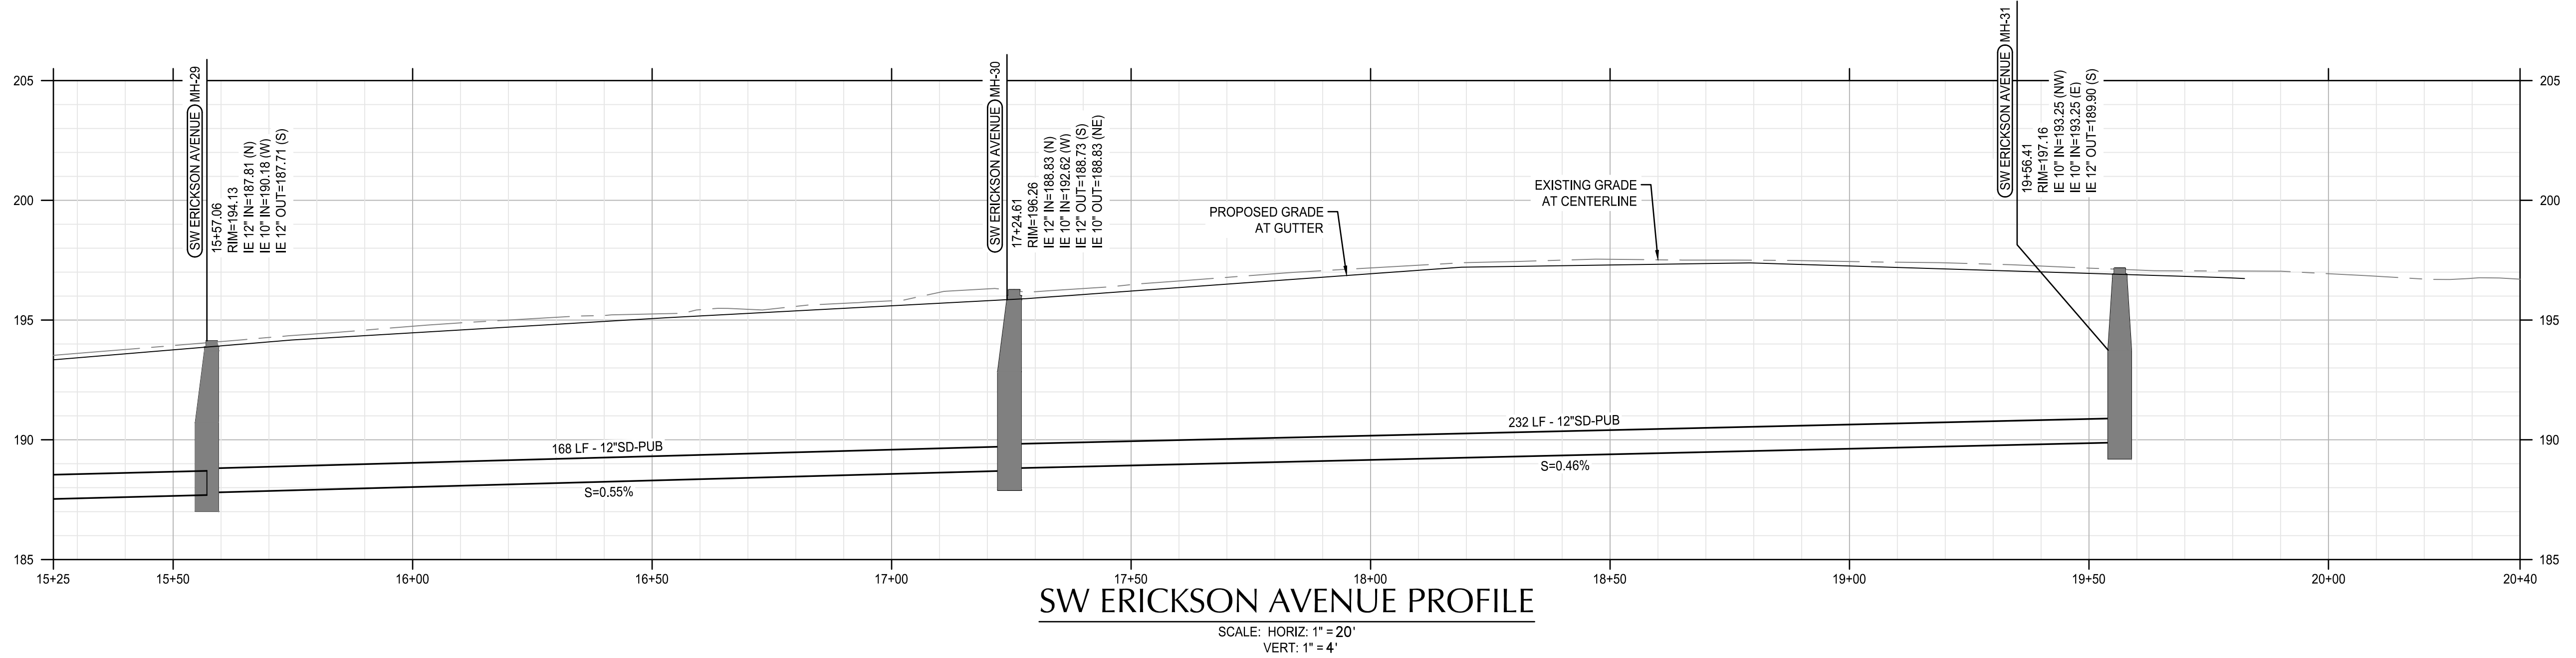 SW ERICKSON AVENUE MH-29
15+57.06
RIM=194.13
IE 12" IN=187.81 (N)
IE 10" IN=190.18 (W)
IE 12" OUT=187.71 (S)
SW ERICKSON AVENUE MH-30
17+24.61
RIM=196.26
IE 12" IN=188.83 (N)
IE 10" IN=192.62 (W)
IE 12" OUT=188.73 (S)
IE 10" OUT=188.83 (NE)
SW ERICKSON AVENUE MH-31
19+56.41
RIM=197.16
IE 10" IN=193.25 (NW)
IE 10" IN=193.25 (E)
IE 12" OUT=189.90 (S)
205
205
200
200
195
195
190
190
185
185
PROPOSED GRADE
AT GUTTER
EXISTING GRADE
AT CENTERLINE
168 LF - 12"SD-PUB
S=0.55%
232 LF - 12"SD-PUB
S=0.46%
15+25
15+50
16+00
16+50
17+00
17+50
18+00
18+50
19+00
19+50
20+00
20+40
SW ERICKSON AVENUE PROFILE
SCALE: HORIZ: 1" = 20'
VERT: 1" = 4'